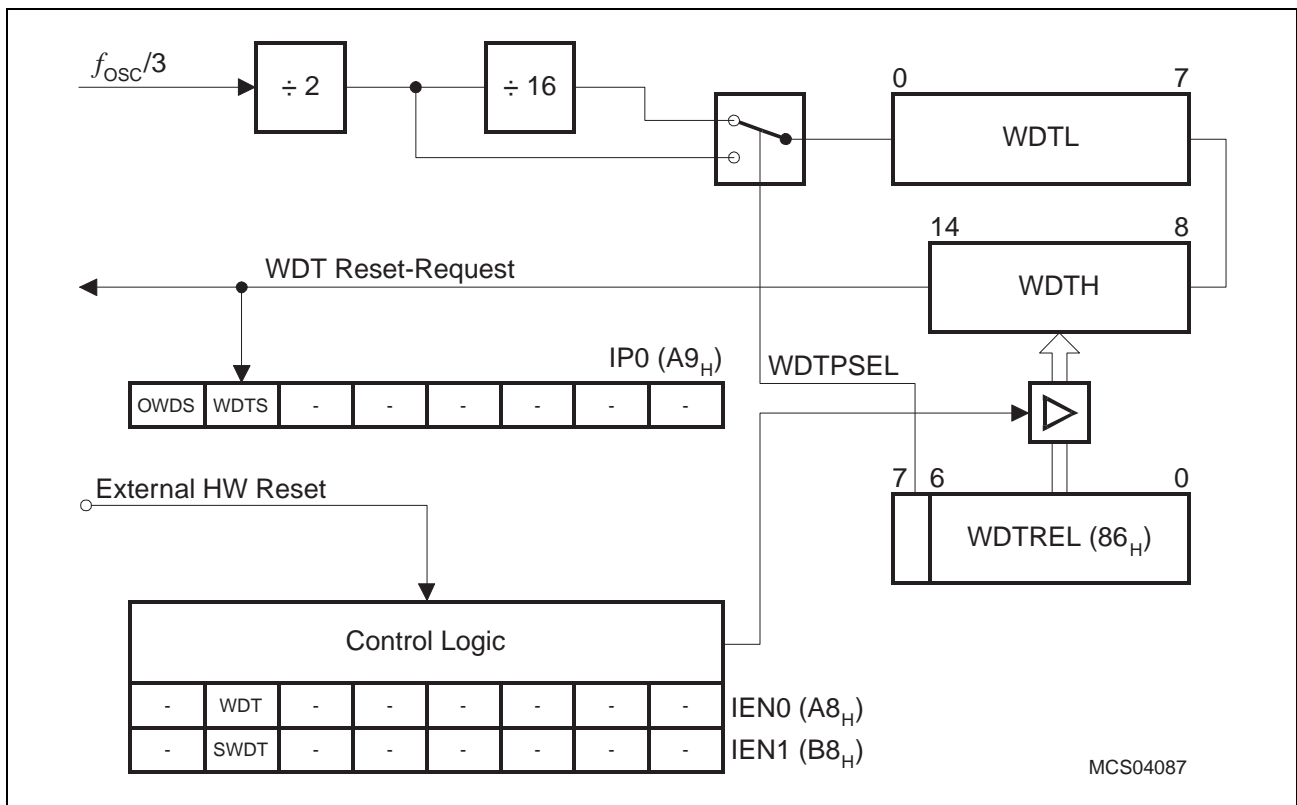 fOSC/3
÷ 2
÷ 16
0 7
WDTL
14 8
WDTH
WDT Reset-Request
IP0 (A9H)
WDTPSEL
OWDS WDTS - - - - - -
External HW Reset
7 6 0
WDTREL (86H)
Control Logic
- WDT - - - - - - IEN0 (A8H)
- SWDT - - - - - - IEN1 (B8H)
MCS04087